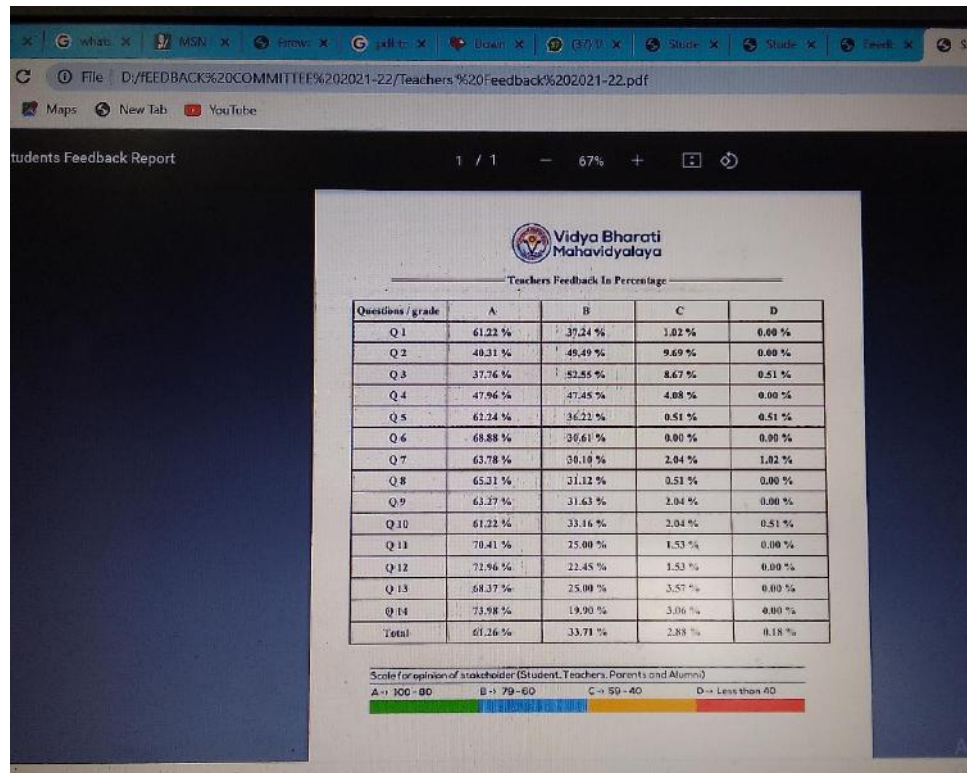 whats
MSN
Down
Stude
Stude
File D:/fEEDBACK%20COMMITTEE%202021-22/Teachers'%20Feedback%202021-22.pdf
Maps New Tab YouTube
tudents Feedback Report 1 / 1 — 67% +
Vidya Bharati
Mahavidyalaya
Teachers Feedback In Percentage
Questions / grade A B C D
Q 1 61.22 % 37.24 % 1.02 % 0.00 %
Q 2 40.31 % 49.49 % 9.69 % 0.00 %
Q 3 37.76 % 52.55 % 8.67 % 0.51 %
Q 4 47.96 % 47.45 % 4.08 % 0.00 %
Q 5 62.24 % 36.22 % 0.51 % 0.51 %
Q 6 68.88 % 30.61 % 0.00 % 0.00 %
Q 7 63.78 % 30.10 % 2.04 % 1.02 %
Q 8 65.31 % 31.12 % 0.51 % 0.00 %
Q 9 63.27 % 31.63 % 2.04 % 0.00 %
Q 10 61.22 % 33.16 % 2.04 % 0.51 %
Q 11 70.41 % 25.00 % 1.53 % 0.00 %
Q 12 72.96 % 22.45 % 1.53 % 0.00 %
Q 13 68.37 % 25.00 % 3.57 % 0.00 %
Q 14 73.98 % 19.90 % 3.06 % 0.00 %
Total 61.26 % 33.71 % 2.88 % 0.18 %
Scale for opinion of stakeholder (Student, Teachers, Parents and Alumni)
A→ 100 - 80 B→ 79 - 60 C→ 59 - 40 D→ Less than 40